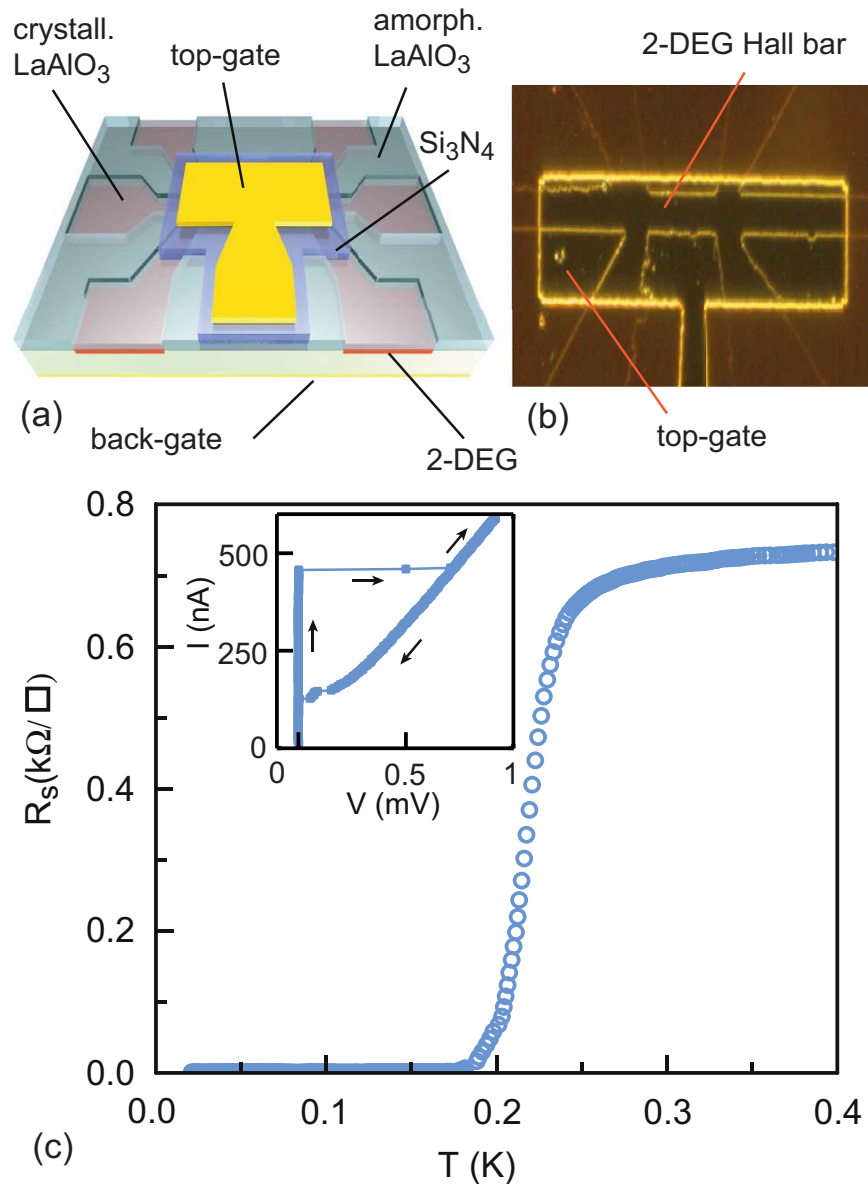 crystall.
LaAlO3
top-gate
amorph.
LaAlO3
Si3N4
2-DEG Hall bar
(a)
back-gate
2-DEG
(b)
top-gate
0.8
0.6
0.4
0.2
0.0
Rs(kΩ/□)
500
250
0
I (nA)
0
0.5
1
V (mV)
0.0
0.1
0.2
0.3
0.4
(c)
T (K)